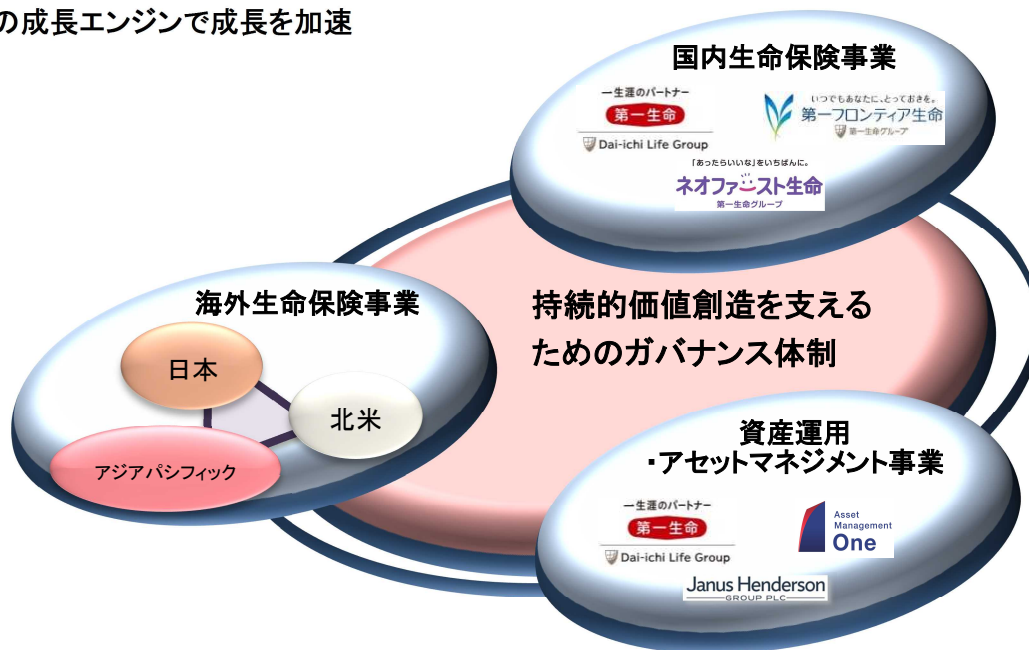 の成長エンジンで成長を加速
国内生命保険事業
一生涯のパートナー
第一生命
Dai-ichi Life Group
いつでもあなたに、とっておきを。
第一フロンティア生命
第一生命グループ
「あったらいいな」をいちばんに。
ネオファースト生命
第一生命グループ
海外生命保険事業
日本
北米
アジアパシフィック
持続的価値創造を支える
ためのガバナンス体制
資産運用
・アセットマネジメント事業
一生涯のパートナー
第一生命
Dai-ichi Life Group
Asset
Management
One
Janus Henderson
GROUP PLC